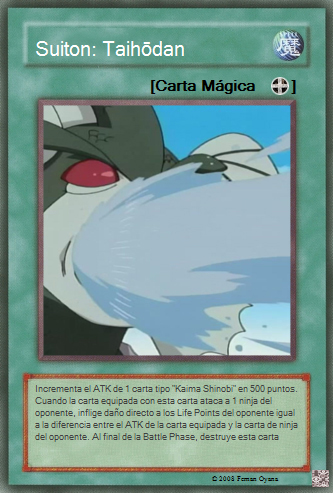 Suiton: Taihōdan
魔
[Carta Mágica ]
Incrementa el ATK de 1 carta tipo "Kaima Shinobi" en 500 puntos.
Cuando la carta equipada con esta carta ataca a 1 ninja del
oponente, inflige daño directo a los Life Points del oponente igual
a la diferencia entre el ATK de la carta equipada y la carta de ninja
del oponente. Al final de la Battle Phase, destruye esta carta
© 2008 Fernan Oyana